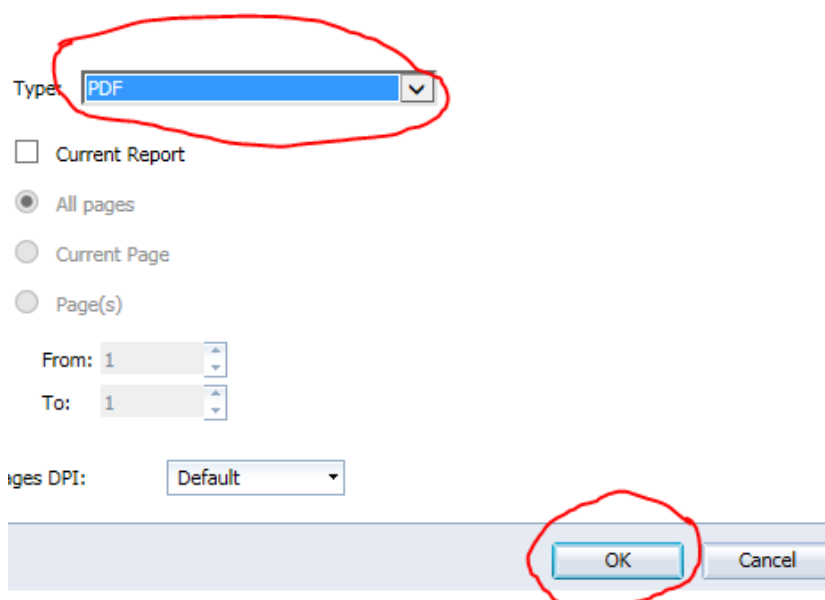 Type: PDF
Current Report
All pages
Current Page
Page(s)
From: 1
To: 1
ages DPI: Default
OK Cancel